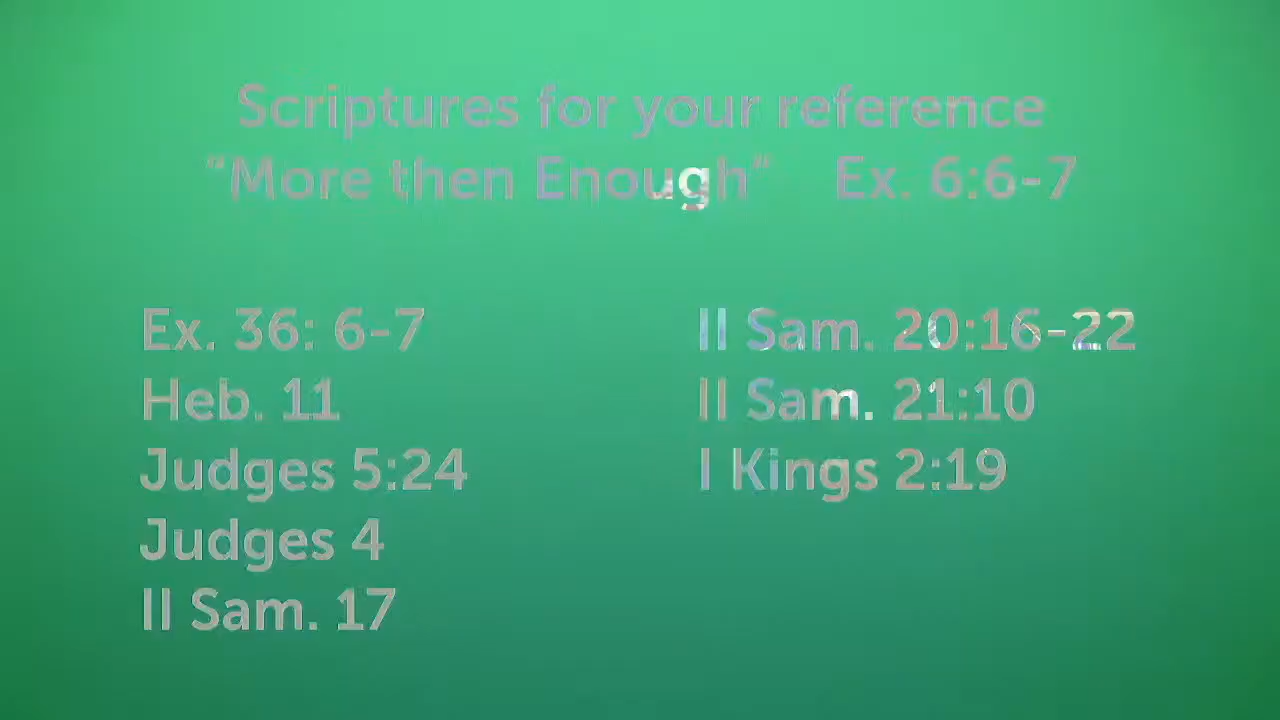 Scriptures for your reference
“More then Enough” Ex. 6:6-7
Ex. 36: 6-7
Heb. 11
Judges 5:24
Judges 4
II Sam. 17
II Sam. 20:16-22
II Sam. 21:10
I Kings 2:19